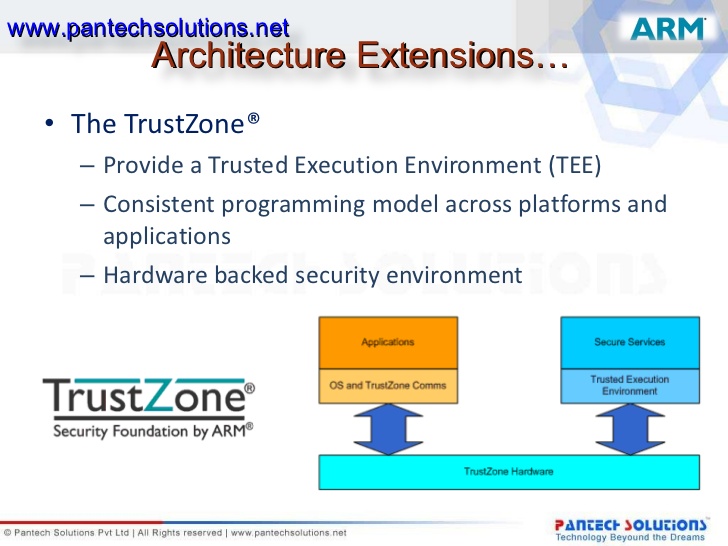 www.pantechsolutions.net
ARM
Architecture Extensions…
• The TrustZone®
– Provide a Trusted Execution Environment (TEE)
– Consistent programming model across platforms and
applications
– Hardware backed security environment
PANTECH SOLUTIONS
Applications
OS and TrustZone Comms
Secure Services
Trusted Execution
Environment
TrustZone®
Security Foundation by ARM®
TrustZone Hardware
© Pantech Solutions Pvt Ltd | All Rights reserved | www.pantechsolutions.net
PANTECH SOLUTIONS
Technology Beyond the Dreams